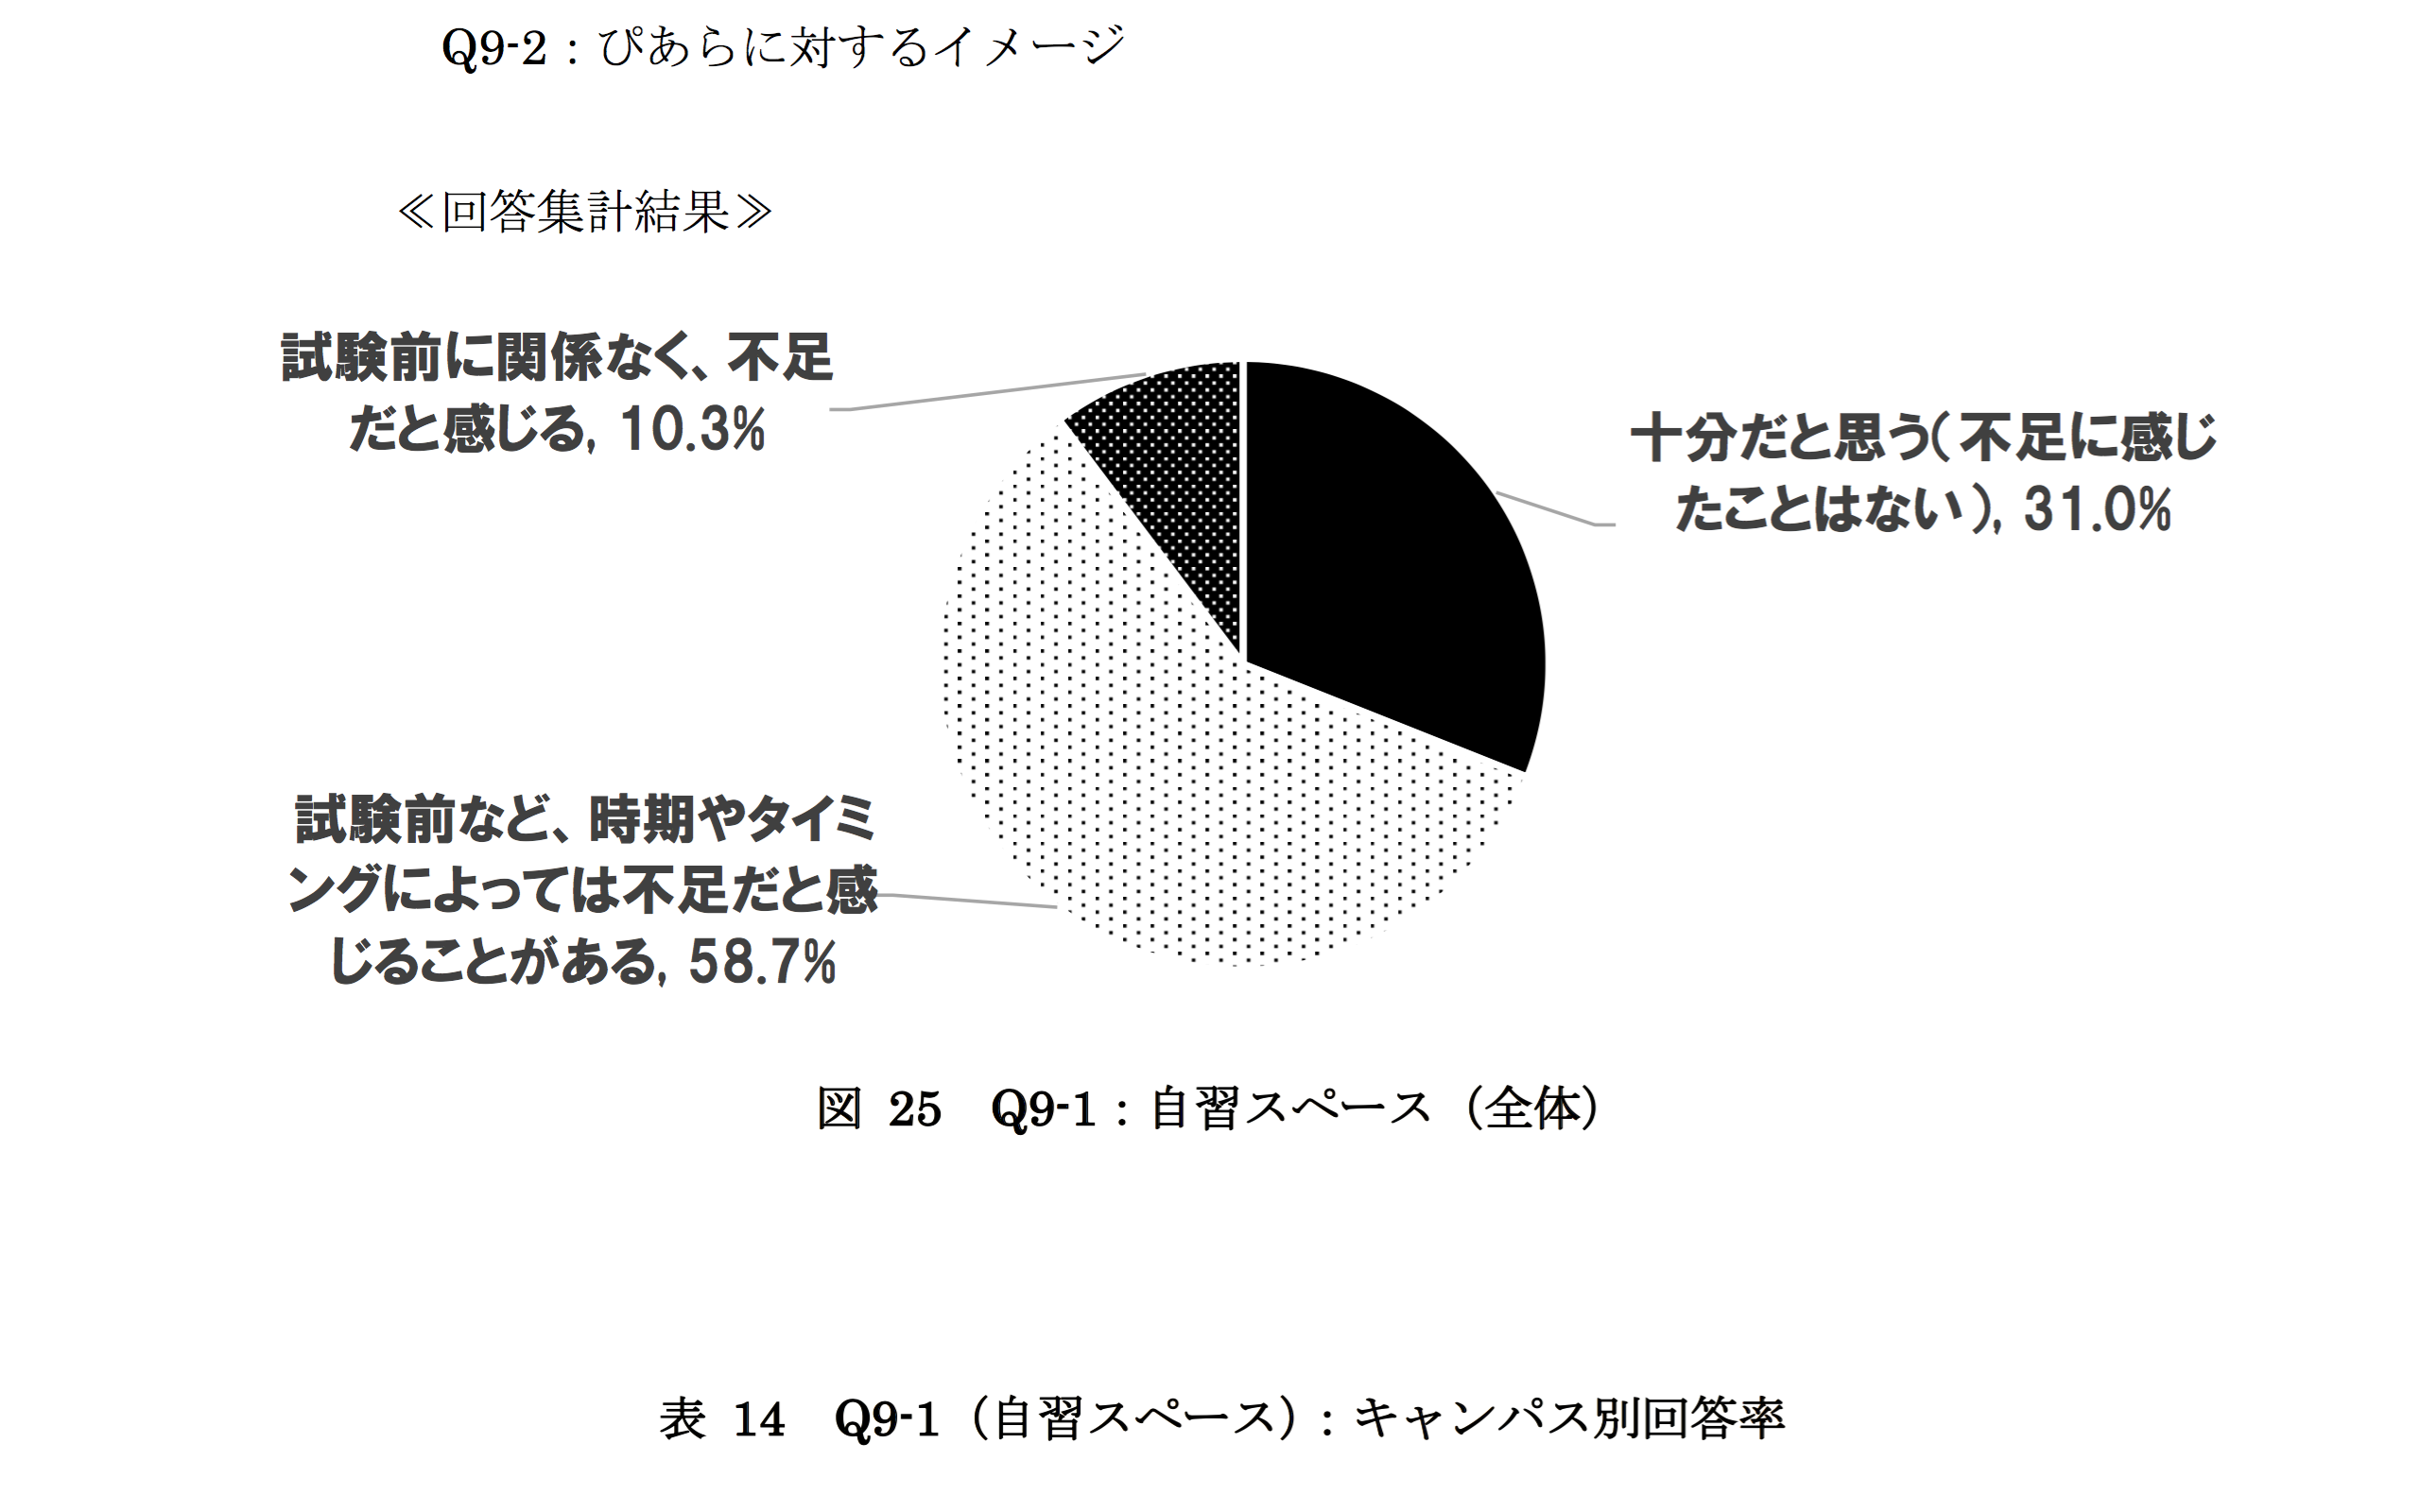 Q9-2：ぴあらに対するイメージ
≪回答集計結果≫
試験前に関係なく、不足
だと感じる, 10.3%
十分だと思う（不足に感じ
たことはない）, 31.0%
試験前など、時期やタイミ
ングによっては不足だと感
じることがある, 58.7%
図 25　Q9-1：自習スペース（全体）
表 14　Q9-1（自習スペース）：キャンパス別回答率